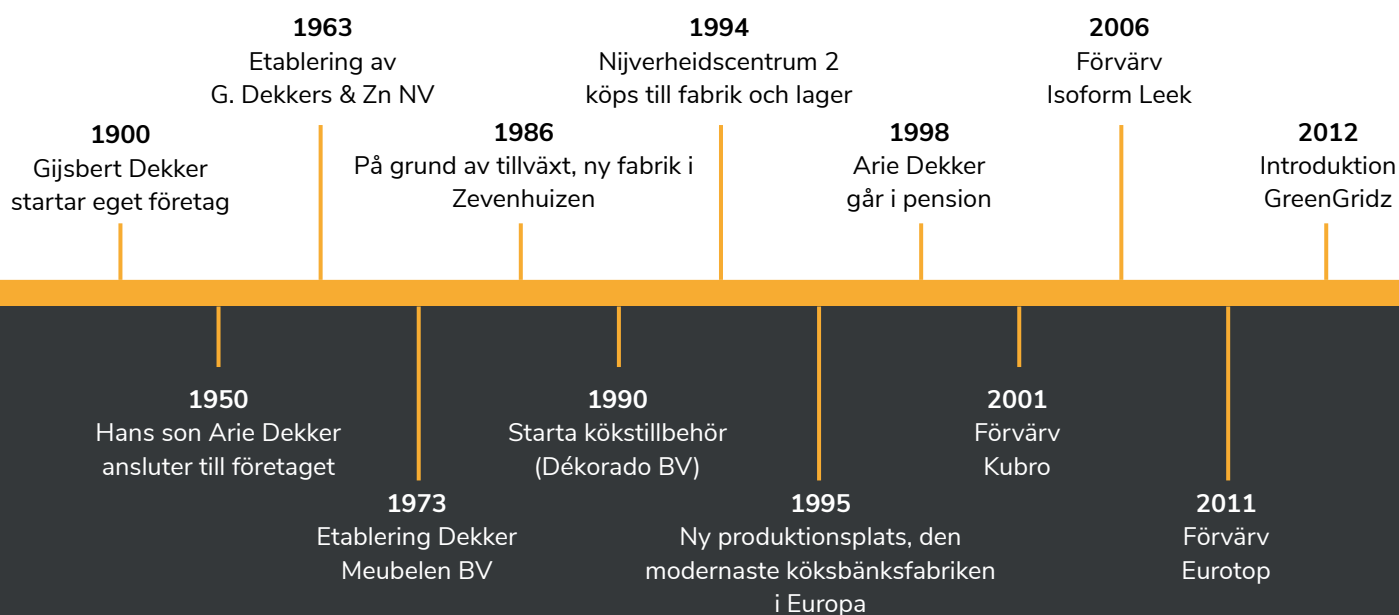 1900
Gijsbert Dekker
startar eget företag
1950
Hans son Arie Dekker
ansluter till företaget
1963
Etablering av
G. Dekkers & Zn NV
1973
Etablering Dekker
Meubelen BV
1986
På grund av tillväxt, ny fabrik i
Zevenhuizen
1990
Starta kökstillbehör
(Dékorado BV)
1994
Nijverheidscentrum 2
köps till fabrik och lager
1995
Ny produktionsplats, den
modernaste köksbänksfabriken
i Europa
1998
Arie Dekker
går i pension
2001
Förvärv
Kubro
2006
Förvärv
Isoform Leek
2011
Förvärv
Eurotop
2012
Introduktion
GreenGridz